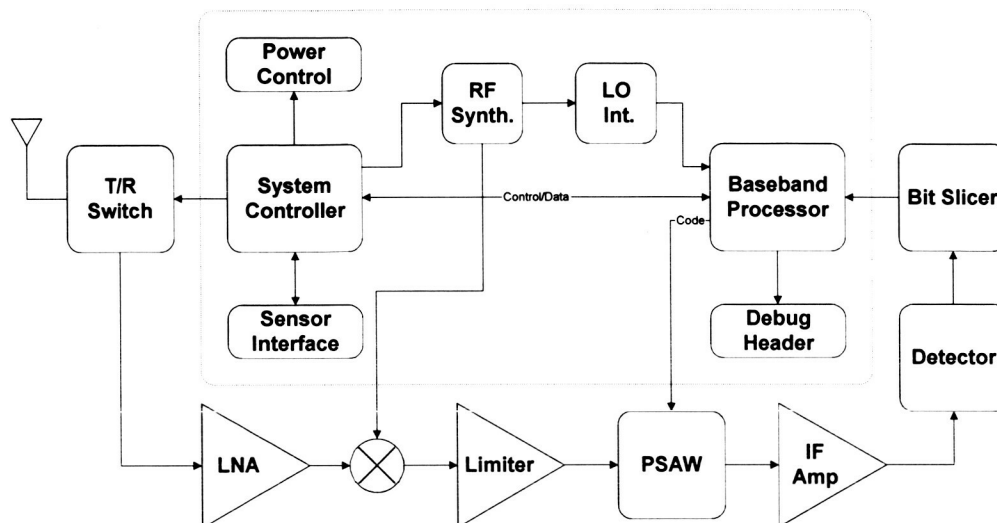 Power
Control
RF
Synth.
LO
Int.
T/R
Switch
System
Controller
Control/Data
Baseband
Processor
Code
Bit Slicer
Sensor
Interface
Debug
Header
Detector
LNA
Limiter
PSAW
IF
Amp